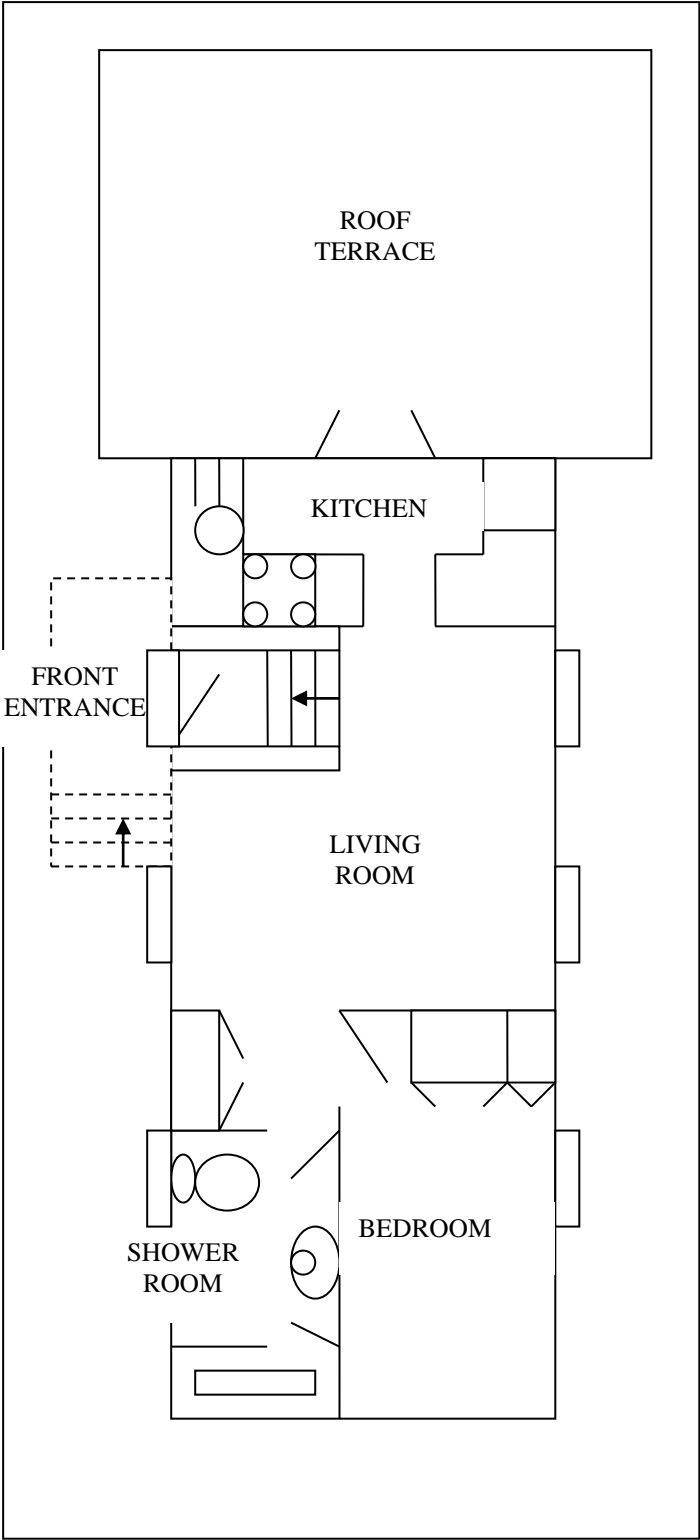 ROOF
TERRACE
KITCHEN
FRONT
ENTRANCE
LIVING
ROOM
BEDROOM
SHOWER
ROOM